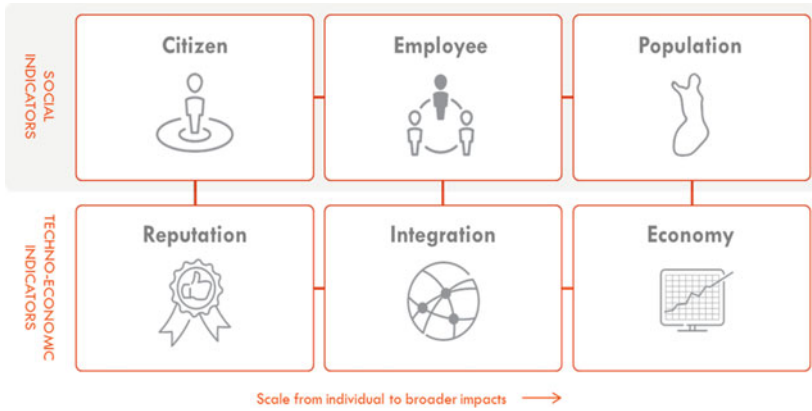 SOCIAL
INDICATORS
Citizen
Employee
Population
TECHNO-ECONOMIC
INDICATORS
Reputation
Integration
Economy
Scale from individual to broader impacts